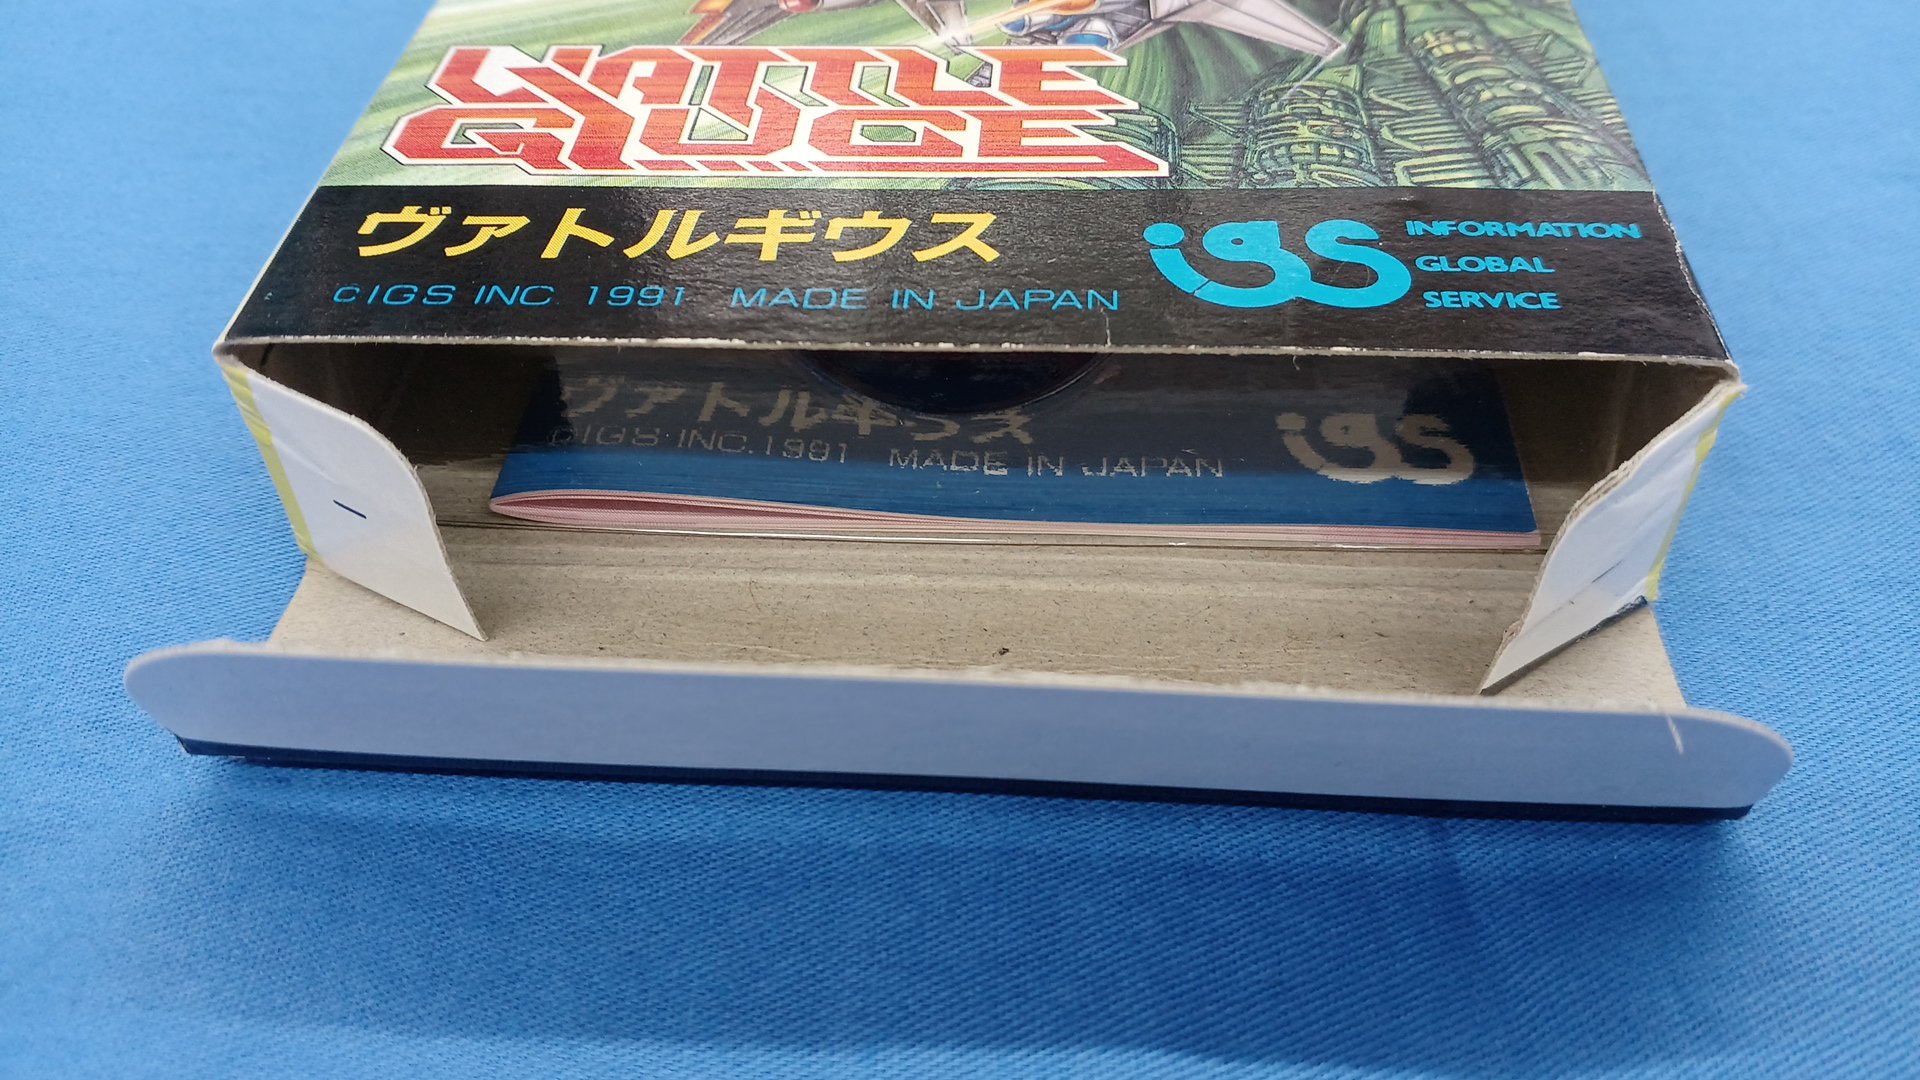 VATTLE
GIUCE
ヴァトルギウス
©IGS INC 1991 MADE IN JAPAN
igs
INFORMATION
GLOBAL
SERVICE
ヴァトルギウス
©IGS INC.1991 MADE IN JAPAN
igs